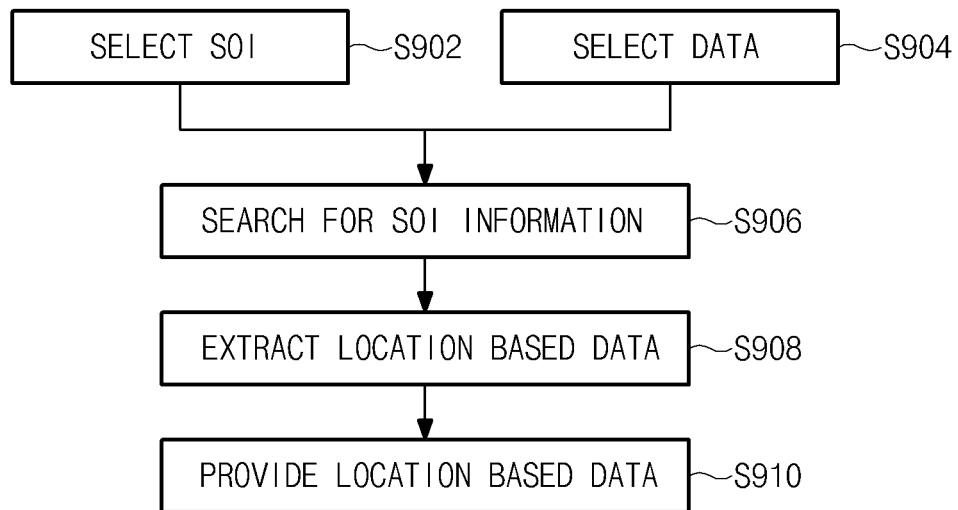 SELECT SOI S902 SELECT DATA S904
SEARCH FOR SOI INFORMATION S906
EXTRACT LOCATION BASED DATA S908
PROVIDE LOCATION BASED DATA S910